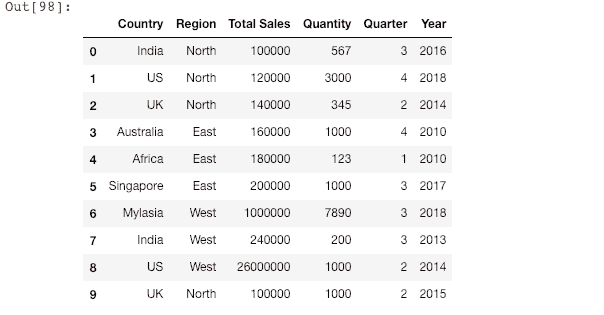 Out[98]:
Country Region Total Sales Quantity Quarter Year
0 India North 100000 567 3 2016
1 US North 120000 3000 4 2018
2 UK North 140000 345 2 2014
3 Australia East 160000 1000 4 2010
4 Africa East 180000 123 1 2010
5 Singapore East 200000 1000 3 2017
6 Mylasia West 1000000 7890 3 2018
7 India West 240000 200 3 2013
8 US West 26000000 1000 2 2014
9 UK North 100000 1000 2 2015